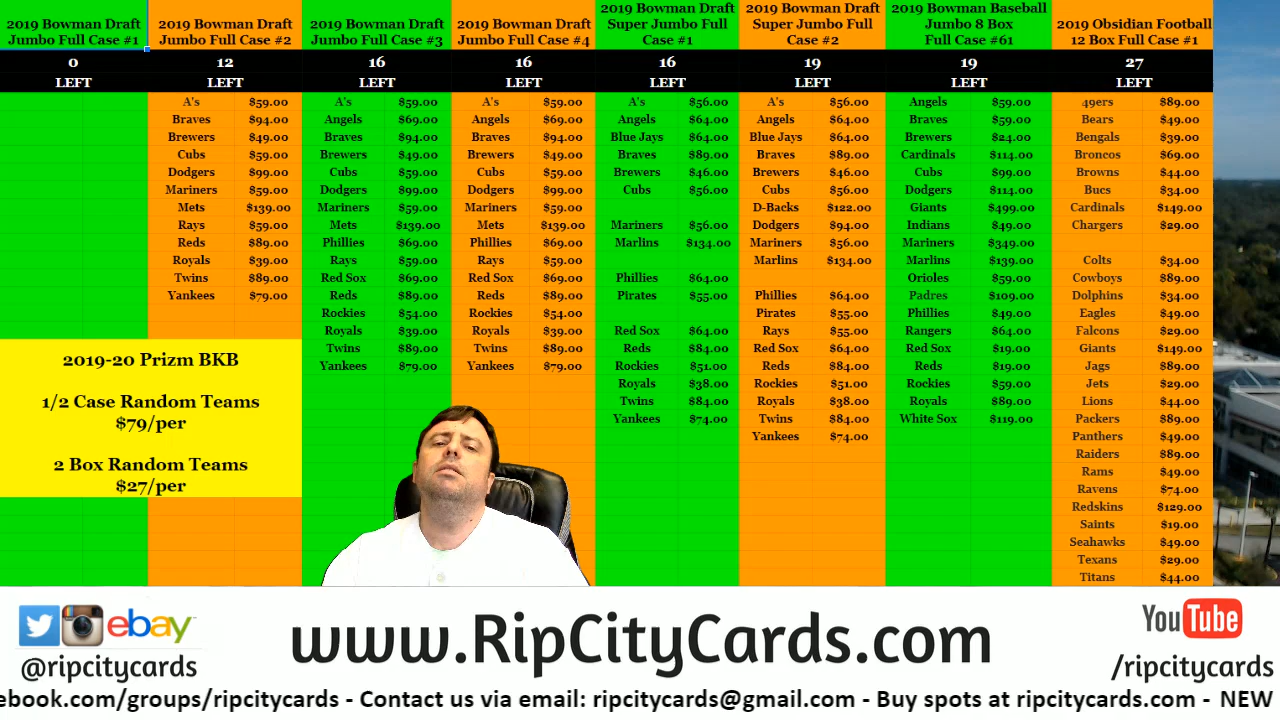 2019 Bowman Draft
Jumbo Full Case #1
0
LEFT
2019 Bowman Draft
Jumbo Full Case #2
12
LEFT
A's $59.00
Braves $94.00
Brewers $49.00
Cubs $59.00
Dodgers $99.00
Mariners $59.00
Mets $139.00
Rays $59.00
Reds $89.00
Royals $39.00
Twins $89.00
Yankees $79.00
2019-20 Prizm BKB
1/2 Case Random Teams
$79/per
2 Box Random Teams
$27/per
2019 Bowman Draft
Jumbo Full Case #3
16
LEFT
A's $59.00
Angels $69.00
Braves $94.00
Brewers $49.00
Cubs $59.00
Dodgers $99.00
Mariners $59.00
Mets $139.00
Phillies $69.00
Rays $59.00
Red Sox $69.00
Reds $89.00
Rockies $54.00
Royals $39.00
Twins $89.00
Yankees $79.00
2019 Bowman Draft
Jumbo Full Case #4
16
LEFT
A's $59.00
Angels $69.00
Braves $94.00
Brewers $49.00
Cubs $59.00
Dodgers $99.00
Mariners $59.00
Mets $139.00
Phillies $69.00
Rays $59.00
Red Sox $69.00
Reds $89.00
Rockies $54.00
Royals $39.00
Twins $89.00
Yankees $79.00
2019 Bowman Draft
Super Jumbo Full
Case #1
16
LEFT
A's $56.00
Angels $64.00
Blue Jays $64.00
Braves $89.00
Brewers $46.00
Cubs $56.00
Mariners $56.00
Marlins $134.00
Phillies $64.00
Pirates $55.00
Red Sox $64.00
Reds $84.00
Rockies $51.00
Royals $38.00
Twins $84.00
Yankees $74.00
2019 Bowman Draft
Super Jumbo Full
Case #2
19
LEFT
A's $56.00
Angels $64.00
Blue Jays $64.00
Braves $89.00
Brewers $46.00
Cubs $56.00
D-Backs $122.00
Dodgers $94.00
Mariners $56.00
Marlins $134.00
Phillies $64.00
Pirates $55.00
Rays $55.00
Red Sox $64.00
Reds $84.00
Rockies $51.00
Royals $38.00
Twins $84.00
Yankees $74.00
2019 Bowman Baseball
Jumbo 8 Box
Full Case #61
19
LEFT
Angels $59.00
Braves $59.00
Brewers $24.00
Cardinals $114.00
Cubs $99.00
Dodgers $114.00
Giants $499.00
Indians $49.00
Mariners $349.00
Marlins $139.00
Orioles $59.00
Padres $109.00
Phillies $49.00
Rangers $64.00
Red Sox $19.00
Reds $19.00
Rockies $59.00
Royals $89.00
White Sox $119.00
2019 Obsidian Football
12 Box Full Case #1
27
LEFT
49ers $89.00
Bears $49.00
Bengals $39.00
Broncos $69.00
Browns $44.00
Bucs $34.00
Cardinals $149.00
Chargers $29.00
Colts $34.00
Cowboys $89.00
Dolphins $34.00
Eagles $49.00
Falcons $29.00
Giants $149.00
Jags $89.00
Jets $29.00
Lions $44.00
Packers $89.00
Panthers $49.00
Raiders $89.00
Rams $49.00
Ravens $74.00
Redskins $129.00
Saints $19.00
Seahawks $49.00
Texans $29.00
Titans $44.00
ebay
@ripcitycards
www.RipCityCards.com
YouTube
/ripcitycards
ebook.com/groups/ripcitycards - Contact us via email: ripcitycards@gmail.com - Buy spots at ripcitycards.com - NEW